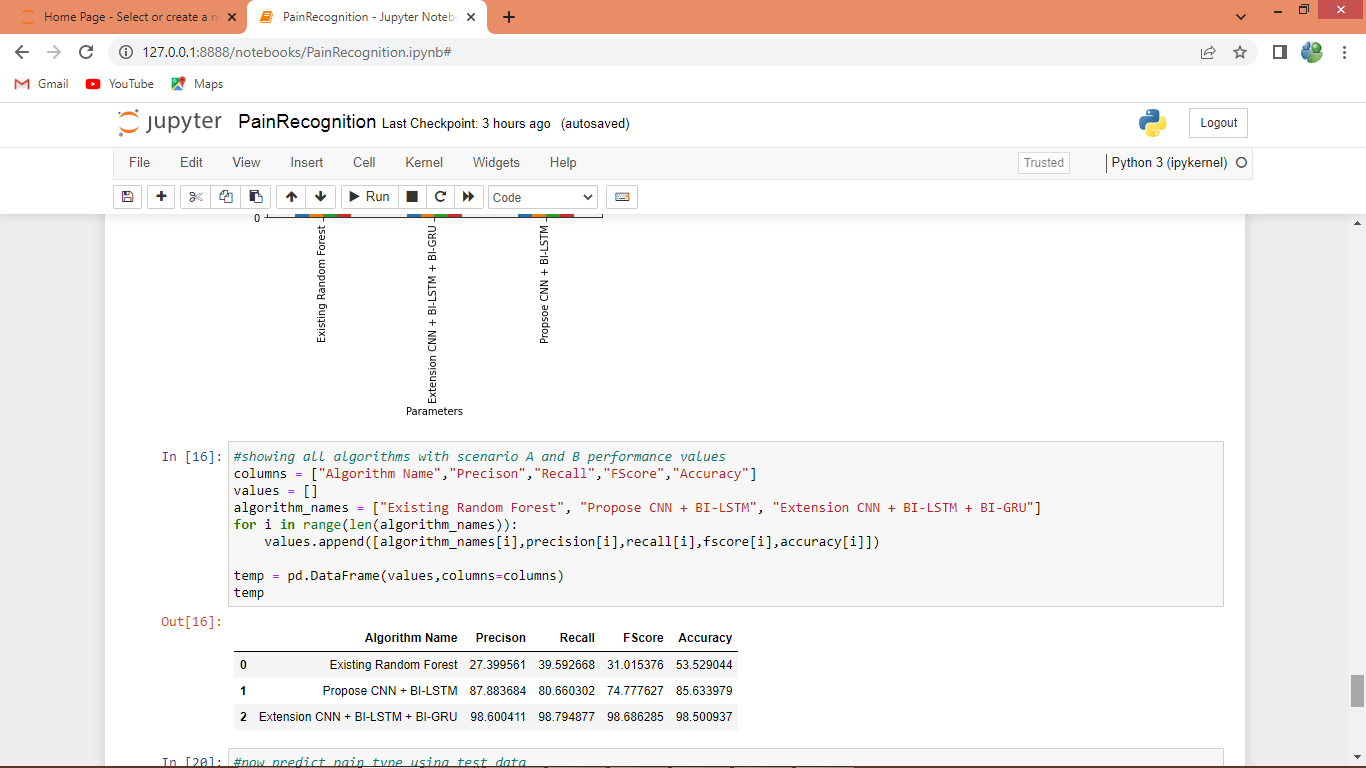 Home Page - Select or create a n
PainRecognition - Jupyter Notebo
127.0.0.1:8888/notebooks/PainRecognition.ipynb#
Gmail YouTube Maps
jupyter PainRecognition Last Checkpoint: 3 hours ago (autosaved)
Logout
File Edit View Insert Cell Kernel Widgets Help
Trusted
Python 3 (ipykernel)
Run
Code
0
Existing Random Forest
Extension CNN + BI-LSTM + BI-GRU
Propsoe CNN + BI-LSTM
Parameters
In [16]:
#showing all algorithms with scenario A and B performance values
columns = ["Algorithm Name","Precison","Recall","FScore","Accuracy"]
values = []
algorithm_names = ["Existing Random Forest", "Propose CNN + BI-LSTM", "Extension CNN + BI-LSTM + BI-GRU"]
for i in range(len(algorithm_names)):
    values.append([algorithm_names[i],precision[i],recall[i],fscore[i],accuracy[i]])
temp = pd.DataFrame(values,columns=columns)
temp
Out[16]:
Algorithm Name Precison Recall FScore Accuracy
0 Existing Random Forest 27.399561 39.592668 31.015376 53.529044
1 Propose CNN + BI-LSTM 87.883684 80.660302 74.777627 85.633979
2 Extension CNN + BI-LSTM + BI-GRU 98.600411 98.794877 98.686285 98.500937
In [20]:
#now predict pain type using test data